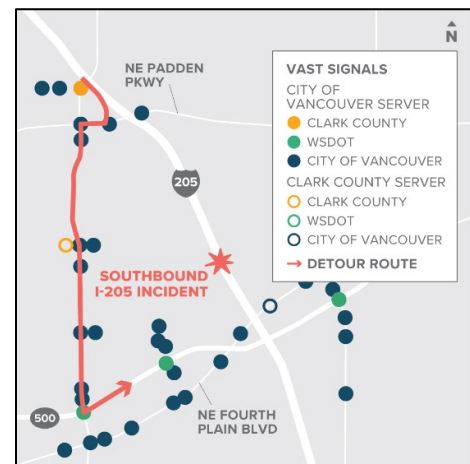 N
NE PADDEN
PKWY
VAST SIGNALS
CITY OF
VANCOUVER SERVER
CLARK COUNTY
WSDOT
CITY OF VANCOUVER
CLARK COUNTY SERVER
CLARK COUNTY
WSDOT
CITY OF VANCOUVER
DETOUR ROUTE
205
SOUTHBOUND
I-205 INCIDENT
500
NE FOURTH
PLAIN BLVD